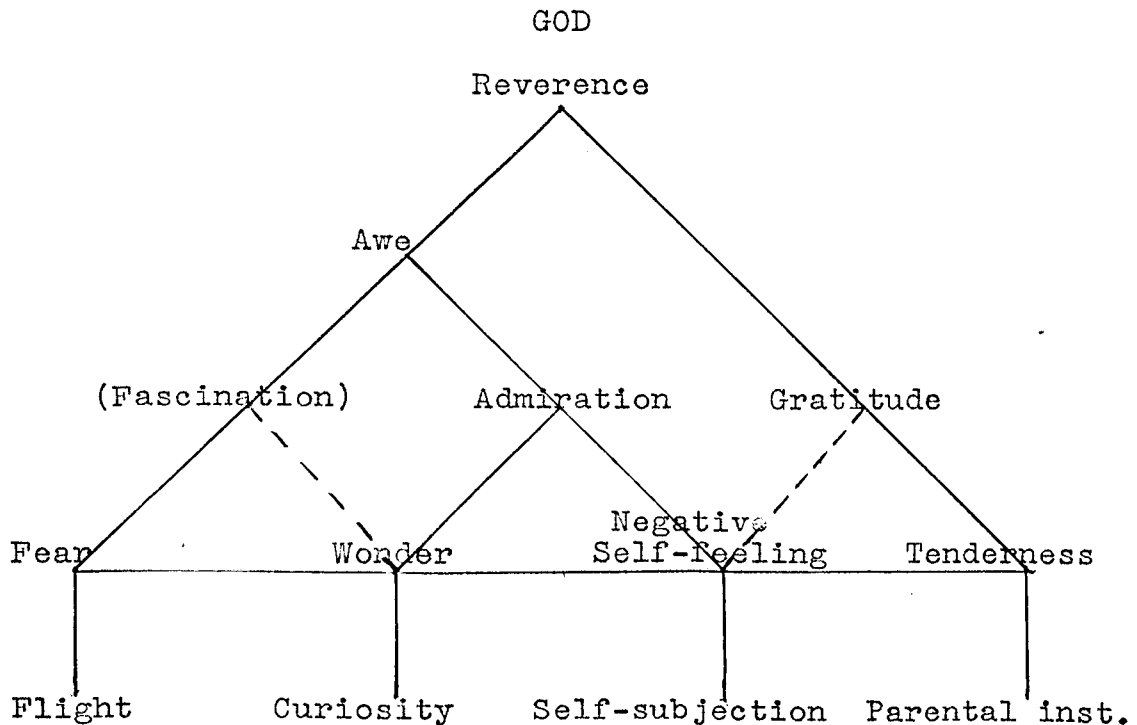 GOD
Reverence
Awe
(Fascination) Admiration Gratitude
Negative
Fear Wonder Self-feeling Tenderness
Flight Curiosity Self-subjection Parental inst.